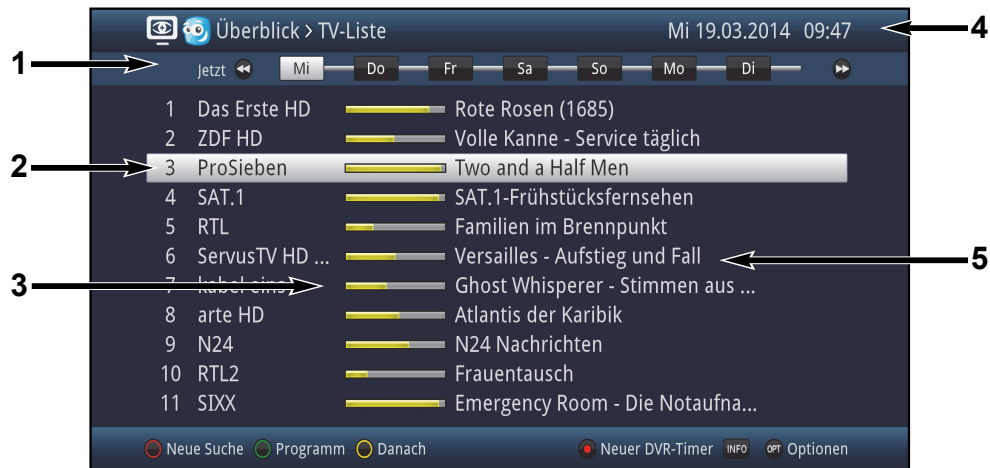 Überblick > TV-Liste Mi 19.03.2014 09:47 4
1 Jetzt Mi Do Fr Sa So Mo Di
1 Das Erste HD Rote Rosen (1685)
2 ZDF HD Volle Kanne - Service täglich
2 3 ProSieben Two and a Half Men
4 SAT.1 SAT.1-Frühstücksfernsehen
5 RTL Familien im Brennpunkt
6 ServusTV HD ... Versailles - Aufstieg und Fall 5
3 7 kabel eins Ghost Whisperer - Stimmen aus ...
8 arte HD Atlantis der Karibik
9 N24 N24 Nachrichten
10 RTL2 Frauentausch
11 SIXX Emergency Room - Die Notaufna...
Neue Suche Programm Danach Neuer DVR-Timer INFO OPT Optionen